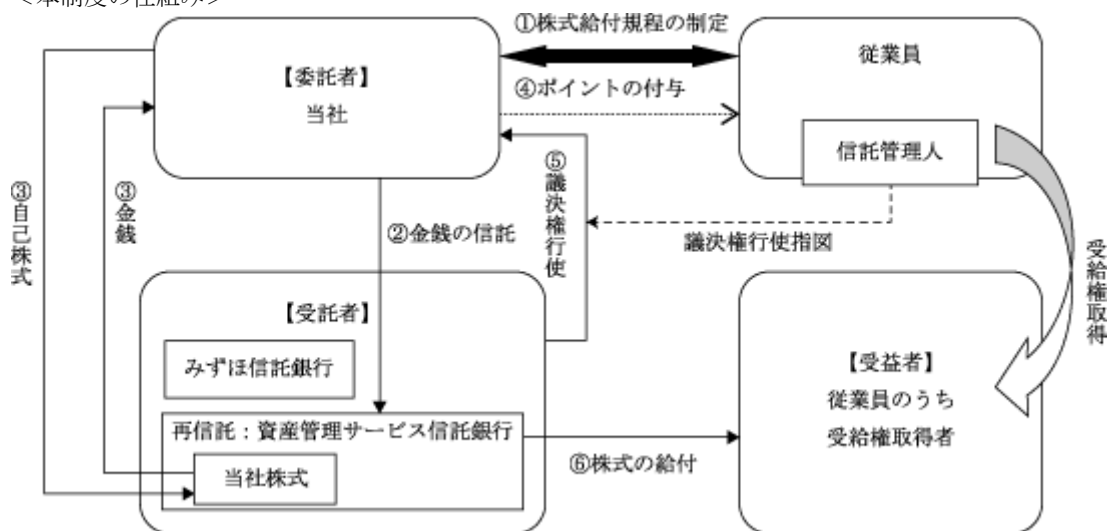 ＜本制度の仕組み＞
①株式給付規程の制定
従業員
【委託者】
当社
④ポイントの付与
信託管理人
③自己株式
③金銭
②金銭の信託
⑤議決権行使
議決権行使指図
受給権取得
【受託者】
みずほ信託銀行
再信託：資産管理サービス信託銀行
当社株式
⑥株式の給付
【受益者】
従業員のうち
受給権取得者